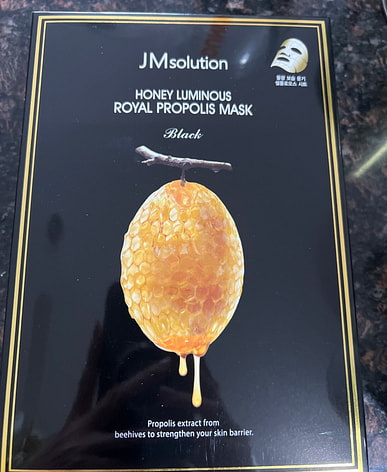 JMsolution
HONEY LUMINOUS
ROYAL PROPOLIS MASK
Black
Propolis extract from
beehives to strengthen your skin barrier.